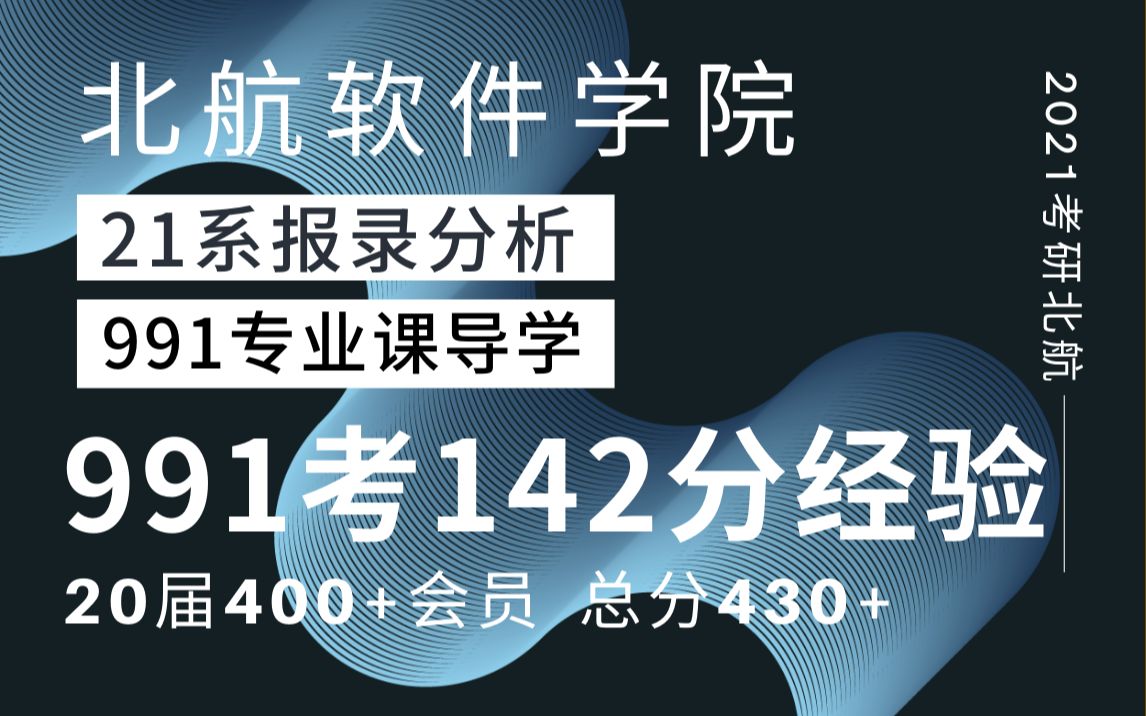 北航软件学院
21系报录分析
991专业课导学
991考142分经验
20届400+会员 总分430+
2021考研北航